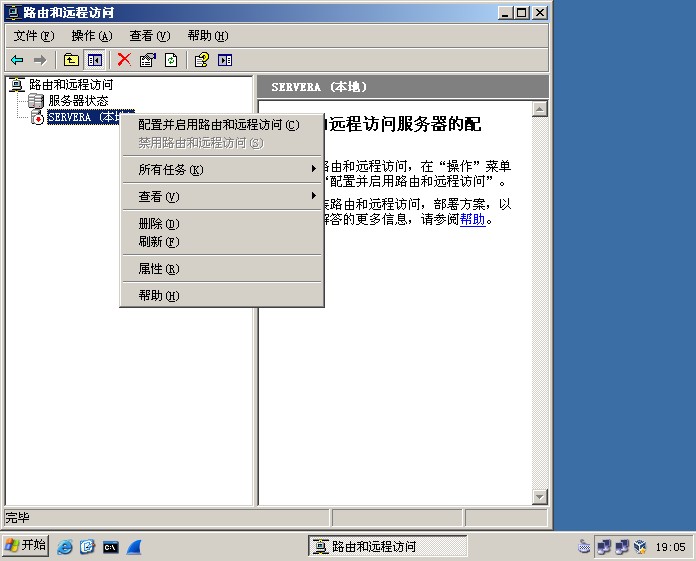 路由和远程访问
文件(F) 操作(A) 查看(V) 帮助(H)
路由和远程访问
服务器状态
SERVERA (本地
SERVERA (本地)
配置并启用路由和远程访问(C)
禁用路由和远程访问(S)
所有任务(K)
查看(V)
删除(D)
刷新(F)
属性(R)
帮助(H)
远程访问服务器的配
路由和远程访问，在“操作”菜单
“配置并启用路由和远程访问”。
路由和远程访问，部署方案，以
解答的更多信息，请参阅帮助。
完毕
开始
C:\
路由和远程访问
19:05